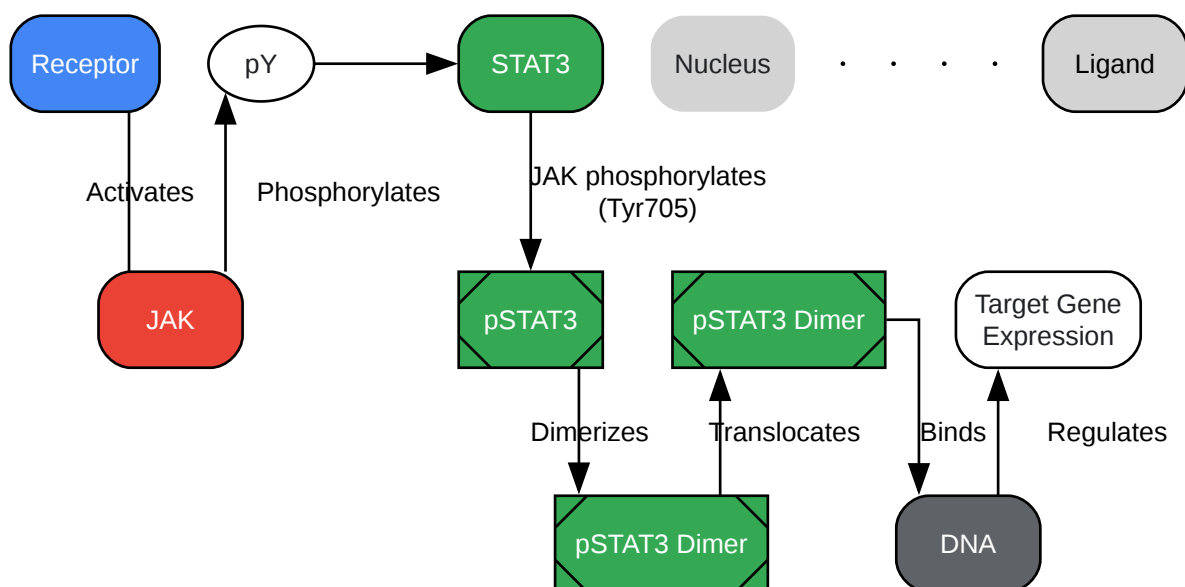 Receptor
pY
STAT3
Nucleus
Ligand
Activates
Phosphorylates
JAK phosphorylates
(Tyr705)
JAK
pSTAT3
pSTAT3 Dimer
Target Gene
Expression
Dimerizes
Translocates
Binds
Regulates
pSTAT3 Dimer
DNA